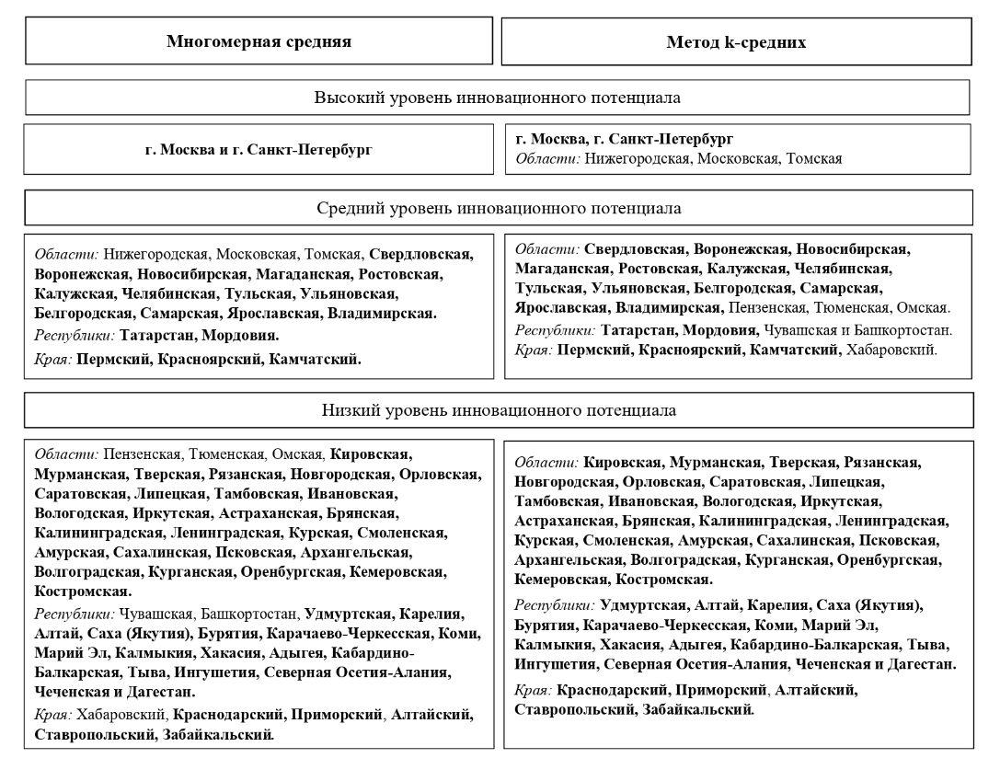 Многомерная средняя
Метод k-средних
Высокий уровень инновационного потенциала
г. Москва и г. Санкт-Петербург
г. Москва, г. Санкт-Петербург
Области: Нижегородская, Московская, Томская
Средний уровень инновационного потенциала
Области: Нижегородская, Московская, Томская, Свердловская,
Воронежская, Новосибирская, Магаданская, Ростовская,
Калужская, Челябинская, Тульская, Ульяновская,
Белгородская, Самарская, Ярославская, Владимирская.
Республики: Татарстан, Мордовия.
Края: Пермский, Красноярский, Камчатский.
Области: Свердловская, Воронежская, Новосибирская,
Магаданская, Ростовская, Калужская, Челябинская,
Тульская, Ульяновская, Белгородская, Самарская,
Ярославская, Владимирская, Пензенская, Тюменская, Омская.
Республики: Татарстан, Мордовия, Чувашская и Башкортостан.
Края: Пермский, Красноярский, Камчатский, Хабаровский.
Низкий уровень инновационного потенциала
Области: Пензенская, Тюменская, Омская, Кировская,
Мурманская, Тверская, Рязанская, Новгородская, Орловская,
Саратовская, Липецкая, Тамбовская, Ивановская,
Вологодская, Иркутская, Астраханская, Брянская,
Калининградская, Ленинградская, Курская, Смоленская,
Амурская, Сахалинская, Псковская, Архангельская,
Волгоградская, Курганская, Оренбургская, Кемеровская,
Костромская.
Республики: Чувашская, Башкортостан, Удмуртская, Карелия,
Алтай, Саха (Якутия), Бурятия, Карачаево-Черкесская, Коми,
Марий Эл, Калмыкия, Хакасия, Адыгея, Кабардино-
Балкарская, Тыва, Ингушетия, Северная Осетия-Алания,
Чеченская и Дагестан.
Края: Хабаровский, Краснодарский, Приморский, Алтайский,
Ставропольский, Забайкальский.
Области: Кировская, Мурманская, Тверская, Рязанская,
Новгородская, Орловская, Саратовская, Липецкая,
Тамбовская, Ивановская, Вологодская, Иркутская,
Астраханская, Брянская, Калининградская, Ленинградская,
Курская, Смоленская, Амурская, Сахалинская, Псковская,
Архангельская, Волгоградская, Курганская, Оренбургская,
Кемеровская, Костромская.
Республики: Удмуртская, Алтай, Карелия, Саха (Якутия),
Бурятия, Карачаево-Черкесская, Коми, Марий Эл,
Калмыкия, Хакасия, Адыгея, Кабардино-Балкарская, Тыва,
Ингушетия, Северная Осетия-Алания, Чеченская и Дагестан.
Края: Краснодарский, Приморский, Алтайский,
Ставропольский, Забайкальский.